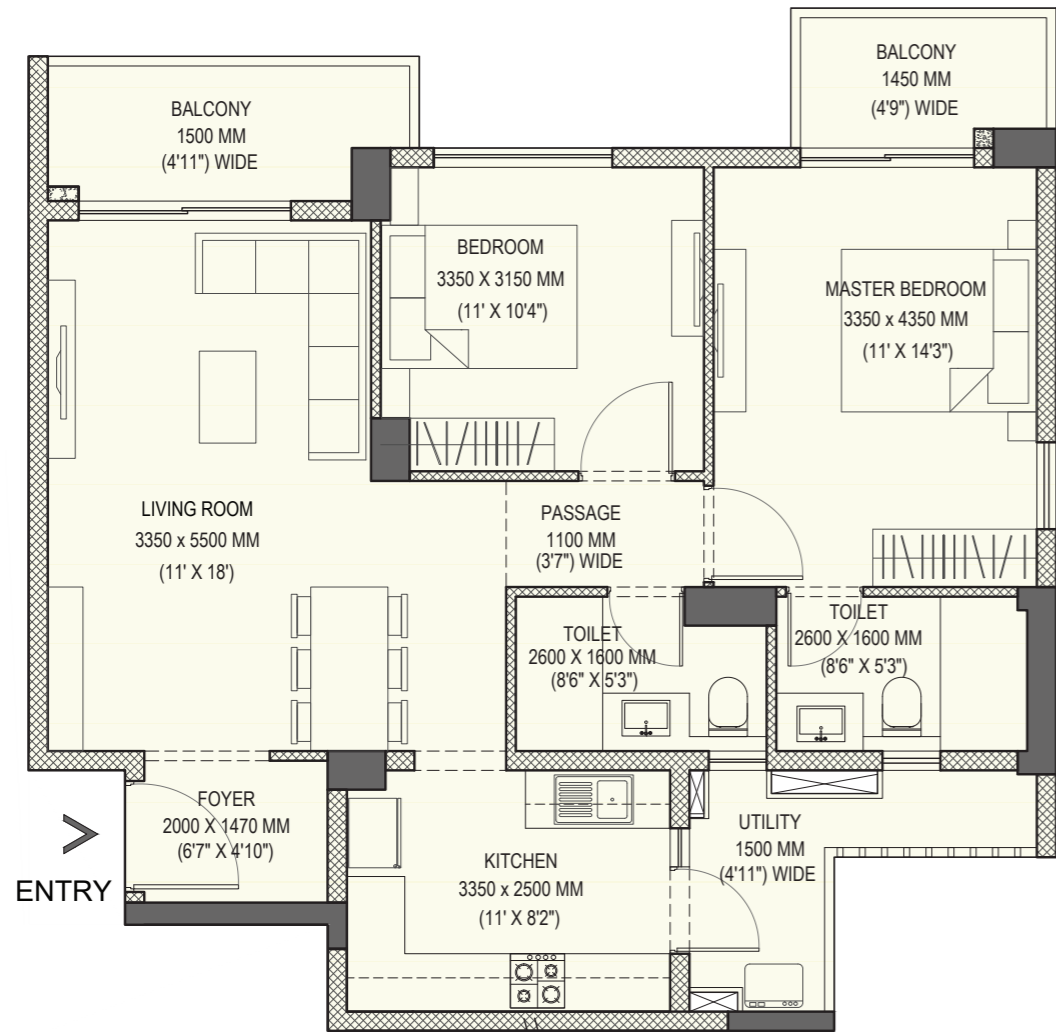 BALCONY
1450 MM
(4'9") WIDE
BALCONY
1500 MM
(4'11") WIDE
BEDROOM
3350 X 3150 MM
(11' X 10'4")
MASTER BEDROOM
3350 x 4350 MM
(11' X 14'3")
LIVING ROOM
3350 x 5500 MM
(11' X 18')
PASSAGE
1100 MM
(3'7") WIDE
TOILET
2600 X 1600 MM
(8'6" X 5'3")
TOILET
2600 X 1600 MM
(8'6" X 5'3")
FOYER
2000 X 1470 MM
(6'7" X 4'10")
ENTRY
KITCHEN
3350 x 2500 MM
(11' X 8'2")
UTILITY
1500 MM
(4'11") WIDE